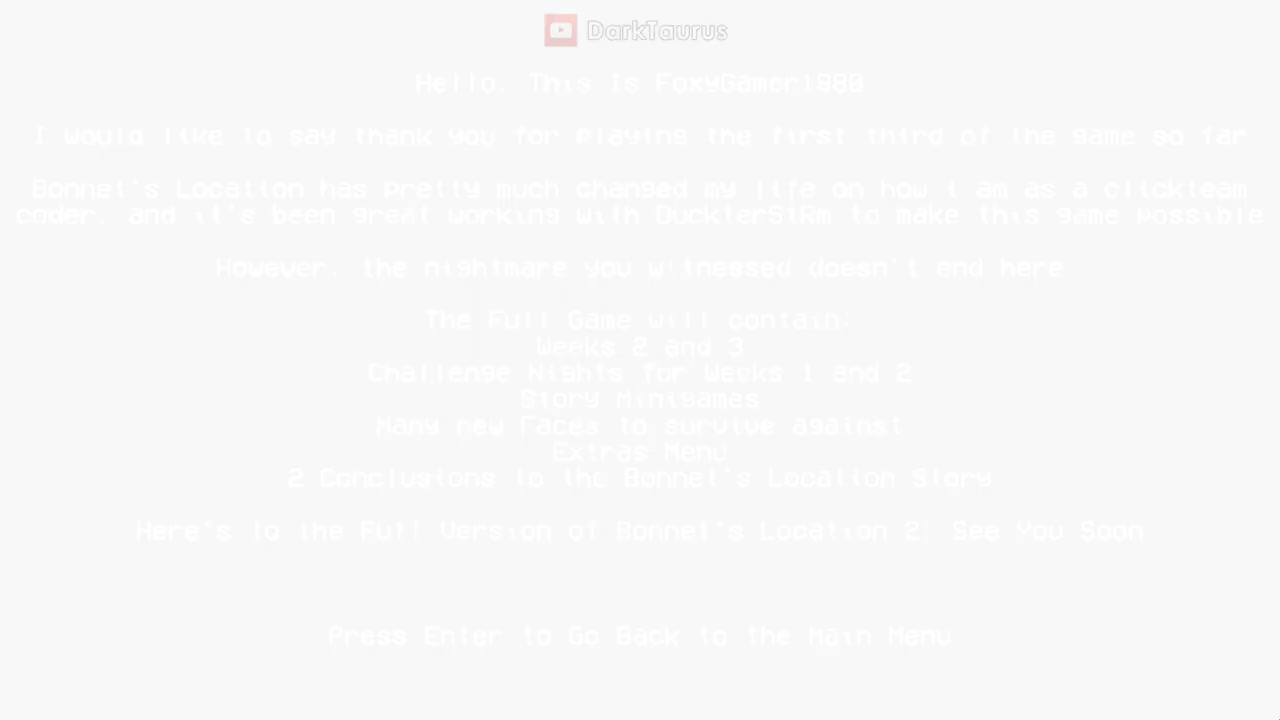 DarkTaurus
Hello. This Is FoxyGamer1980
I would like to say thank you for playing the first third of the game so far
Bonnet's Location has pretty much changed my life on how i am as a clickteam
coder. and it's been great working with DuckterStRm to make this game possible
However, the nightmare you witnessed doesn't end here
The Full Game will contain:
Weeks 2 and 3
Challenge Nights for Weeks 1 and 2
Story Minigames
Many new Faces to survive against
Extras Menu
2 Conclusions to the Bonnet's Location Story
Here's to the Full Version of Bonnet's Location 2! See You Soon
Press Enter to Go Back to the Main Menu